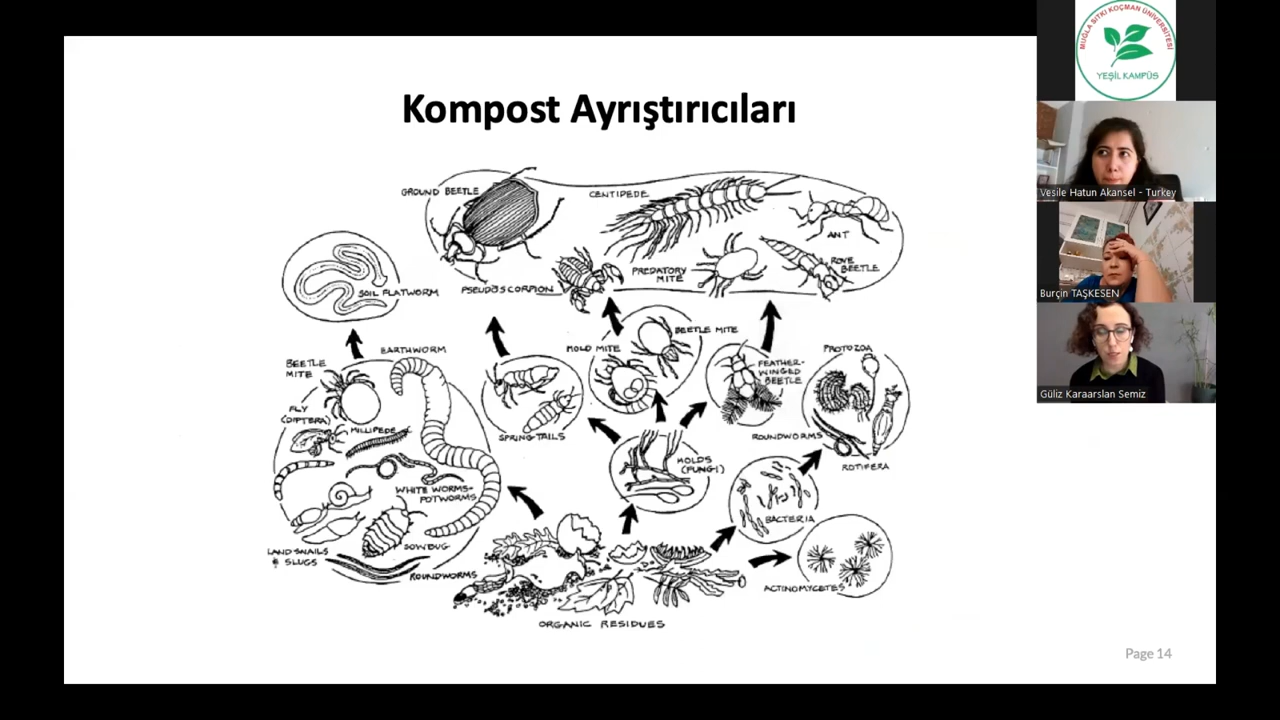 Kompost Ayrıştırıcıları
GROUND BEETLE
CENTIPEDE
ANT
SOIL FLATWORM
PSEUDOSCORPION
PREDATORY
MITE
ROVE
BEETLE
BEETLE
MITE
EARTHWORM
MOLD MITE
BEETLE MITE
FEATHER-
WINGED
BEETLE
PROTOZOA
FLY
(DIPTERA)
MILLIPEDE
SPRINGTAILS
MOLDS
(FUNGI)
ROUNDWORMS
ROTIFERA
WHITE WORMS-
POTWORMS
BACTERIA
LAND SNAILS
& SLUGS
SOWBUG
ROUNDWORMS
ACTINOMYCETES
ORGANIC RESIDUES
Page 14
MUĞLA SITKI KOÇMAN ÜNİVERSİTESİ
YEŞİL KAMPÜS
Vesile Hatun Akansel - Turkey
Burçin TAŞKESEN
Güliz Karaarslan Semiz